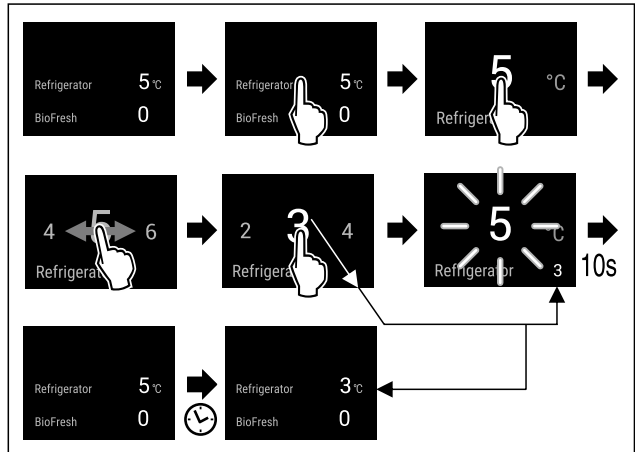 Refrigerator 5 °C
BioFresh 0
Refrigerator 5 °C
BioFresh 0
5 °C
Refriger
4 5 6
Refrigera
2 3 4
Refrigera
5 °C
Refrigerator 3
10s
Refrigerator 5 °C
BioFresh 0
Refrigerator 3 °C
BioFresh 0